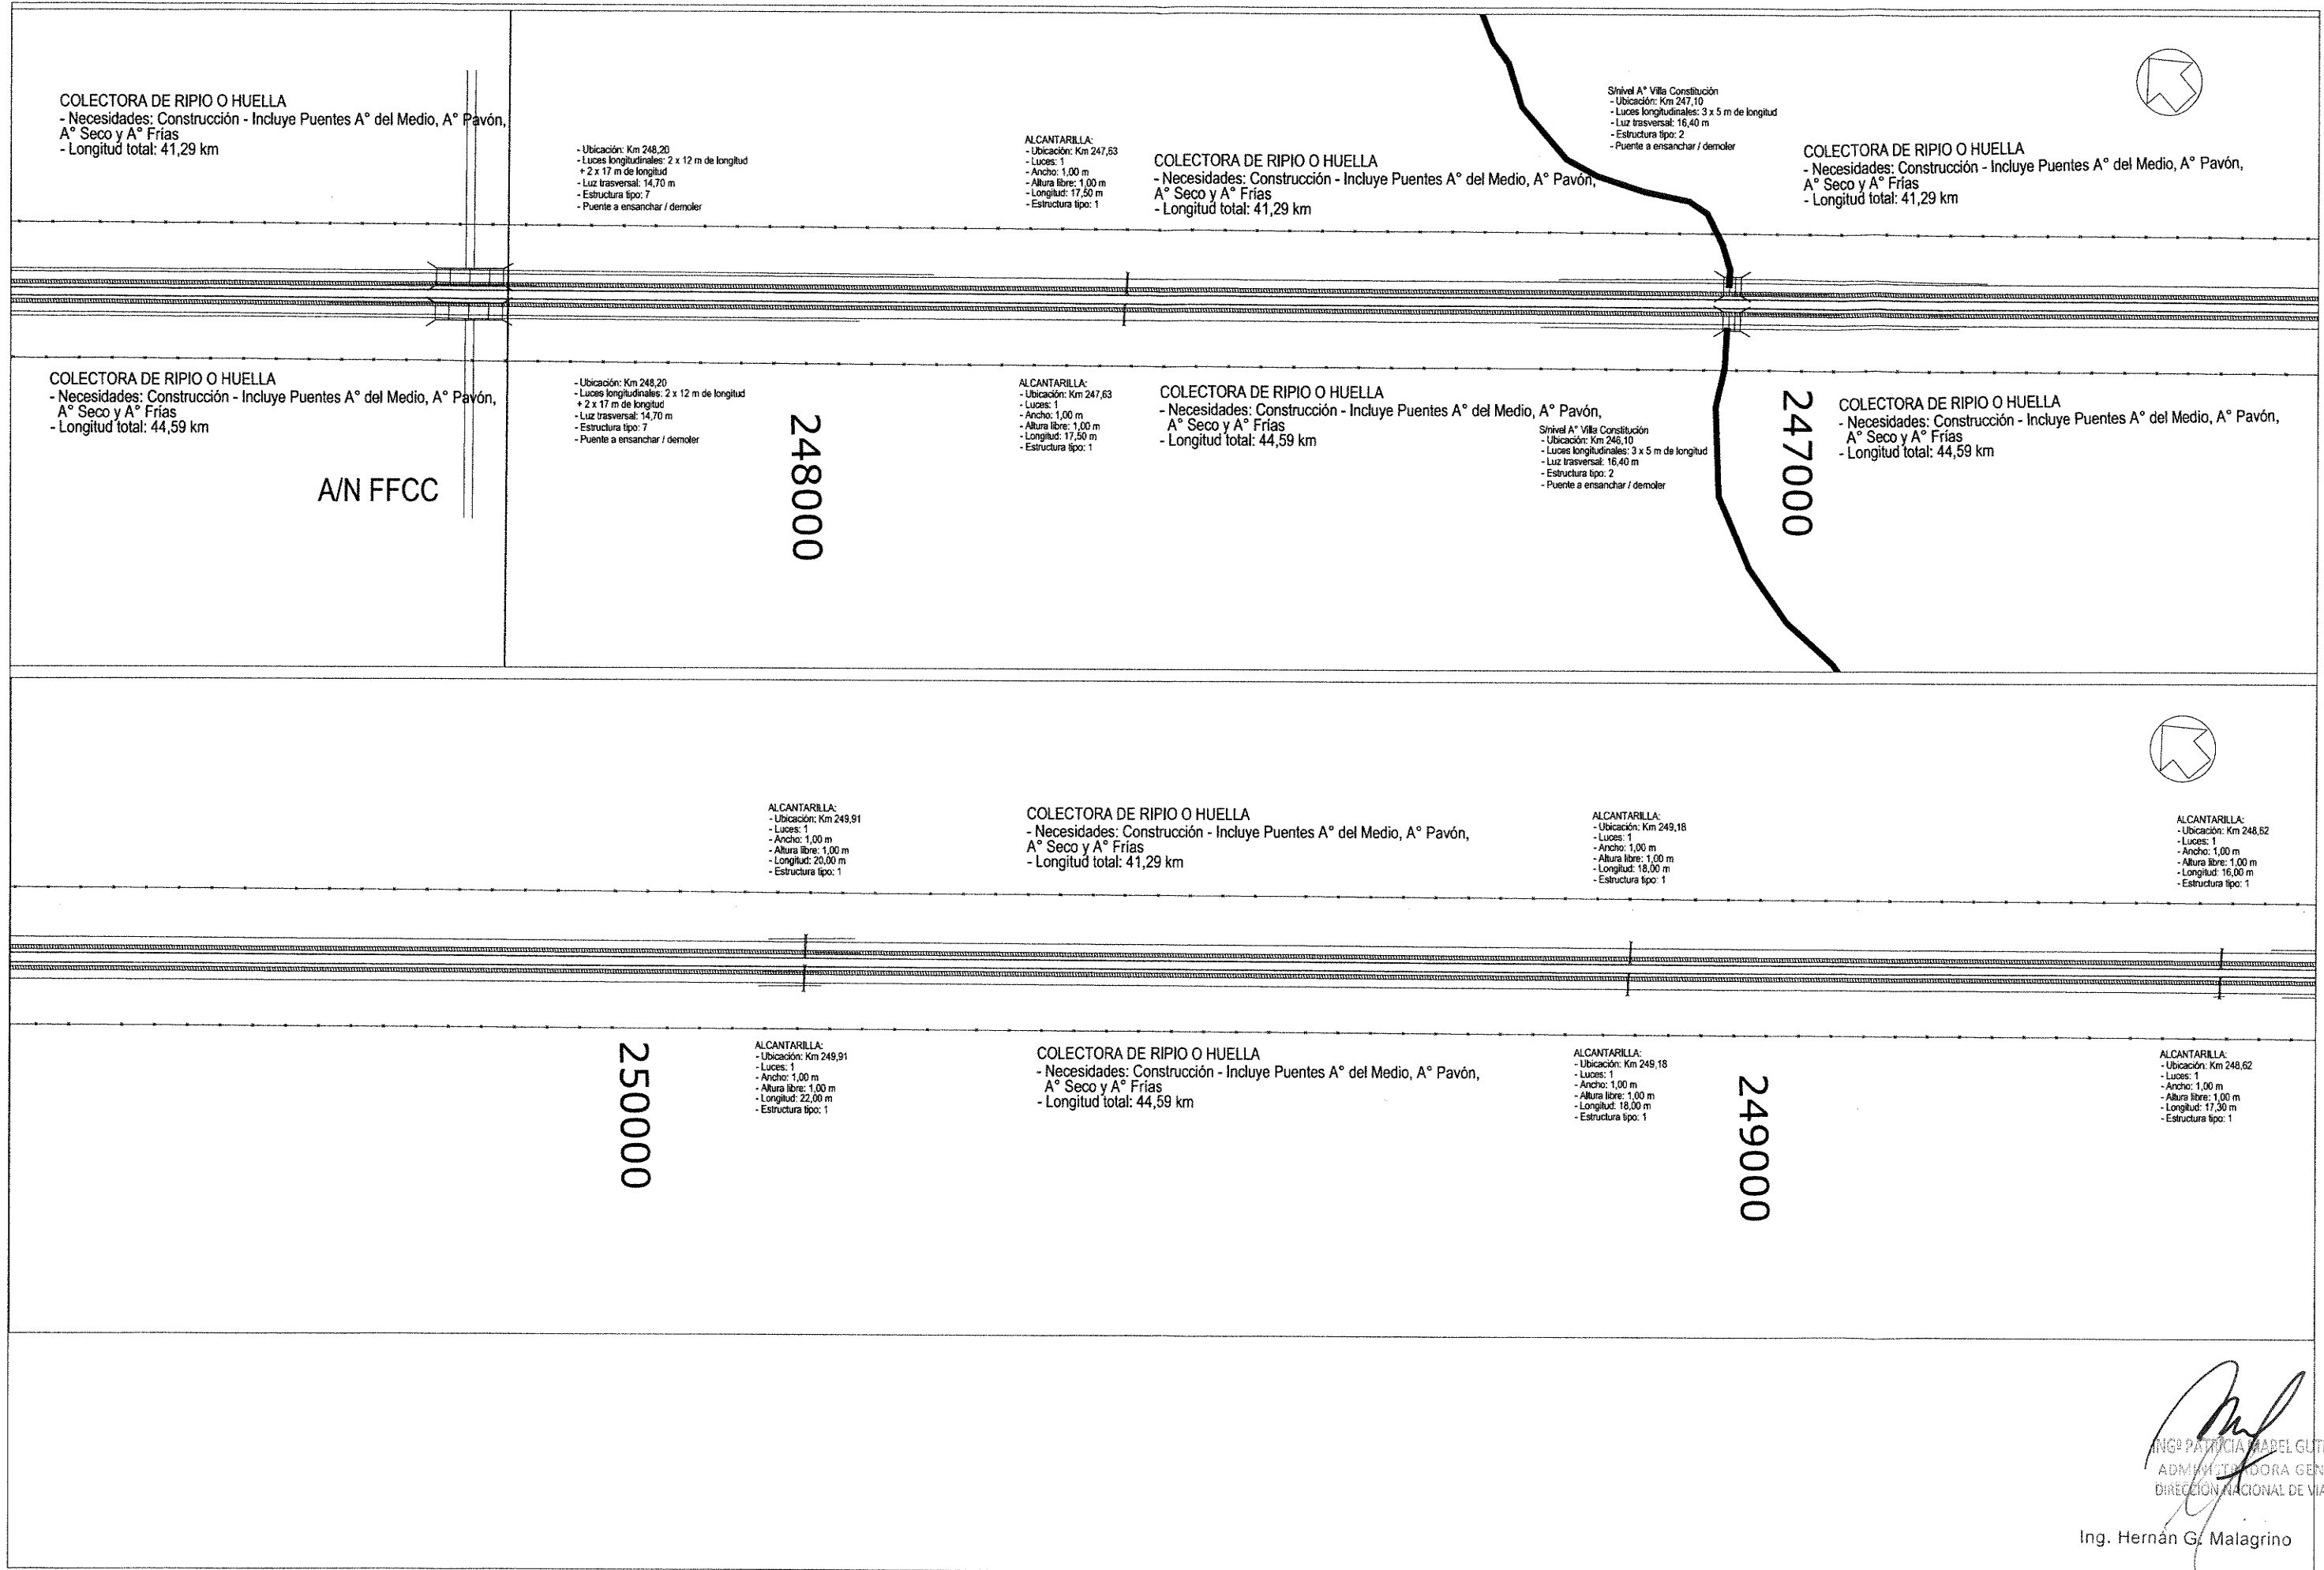 COLECTORA DE RIPIO O HUELLA
- Necesidades: Construcción - Incluye Puentes A° del Medio, A° Pavón,
A° Seco y A° Frías
- Longitud total: 41,29 km
- Ubicación: Km 248,20
- Luces longitudinales: 2 x 12 m de longitud
+ 2 x 17 m de longitud
- Luz trasversal: 14,70 m
- Estructura tipo: 7
- Puente a ensanchar / demoler
ALCANTARILLA:
- Ubicación: Km 247,63
- Luces: 1
- Ancho: 1,00 m
- Altura libre: 1,00 m
- Longitud: 17,50 m
- Estructura tipo: 1
COLECTORA DE RIPIO O HUELLA
- Necesidades: Construcción - Incluye Puentes A° del Medio, A° Pavón,
A° Seco y A° Frías
- Longitud total: 41,29 km
S/nivel A° Villa Constitución
- Ubicación: Km 247,10
- Luces longitudinales: 3 x 5 m de longitud
- Luz trasversal: 16,40 m
- Estructura tipo: 2
- Puente a ensanchar / demoler
COLECTORA DE RIPIO O HUELLA
- Necesidades: Construcción - Incluye Puentes A° del Medio, A° Pavón,
A° Seco y A° Frías
- Longitud total: 41,29 km
COLECTORA DE RIPIO O HUELLA
- Necesidades: Construcción - Incluye Puentes A° del Medio, A° Pavón,
A° Seco y A° Frías
- Longitud total: 44,59 km
A/N FFCC
- Ubicación: Km 248,20
- Luces longitudinales: 2 x 12 m de longitud
+ 2 x 17 m de longitud
- Luz trasversal: 14,70 m
- Estructura tipo: 7
- Puente a ensanchar / demoler
248000
ALCANTARILLA:
- Ubicación: Km 247,63
- Luces: 1
- Ancho: 1,00 m
- Altura libre: 1,00 m
- Longitud: 17,50 m
- Estructura tipo: 1
COLECTORA DE RIPIO O HUELLA
- Necesidades: Construcción - Incluye Puentes A° del Medio, A° Pavón,
A° Seco y A° Frías
- Longitud total: 44,59 km
S/nivel A° Villa Constitución
- Ubicación: Km 246,10
- Luces longitudinales: 3 x 5 m de longitud
- Luz trasversal: 16,40 m
- Estructura tipo: 2
- Puente a ensanchar / demoler
247000
COLECTORA DE RIPIO O HUELLA
- Necesidades: Construcción - Incluye Puentes A° del Medio, A° Pavón,
A° Seco y A° Frías
- Longitud total: 44,59 km
ALCANTARILLA:
- Ubicación: Km 249,91
- Luces: 1
- Ancho: 1,00 m
- Altura libre: 1,00 m
- Longitud: 20,00 m
- Estructura tipo: 1
COLECTORA DE RIPIO O HUELLA
- Necesidades: Construcción - Incluye Puentes A° del Medio, A° Pavón,
A° Seco y A° Frías
- Longitud total: 41,29 km
ALCANTARILLA:
- Ubicación: Km 249,18
- Luces: 1
- Ancho: 1,00 m
- Altura libre: 1,00 m
- Longitud: 18,00 m
- Estructura tipo: 1
ALCANTARILLA:
- Ubicación: Km 248,62
- Luces: 1
- Ancho: 1,00 m
- Altura libre: 1,00 m
- Longitud: 16,00 m
- Estructura tipo: 1
250000
ALCANTARILLA:
- Ubicación: Km 249,91
- Luces: 1
- Ancho: 1,00 m
- Altura libre: 1,00 m
- Longitud: 22,00 m
- Estructura tipo: 1
COLECTORA DE RIPIO O HUELLA
- Necesidades: Construcción - Incluye Puentes A° del Medio, A° Pavón,
A° Seco y A° Frías
- Longitud total: 44,59 km
ALCANTARILLA:
- Ubicación: Km 249,18
- Luces: 1
- Ancho: 1,00 m
- Altura libre: 1,00 m
- Longitud: 18,00 m
- Estructura tipo: 1
249000
ALCANTARILLA:
- Ubicación: Km 248,62
- Luces: 1
- Ancho: 1,00 m
- Altura libre: 1,00 m
- Longitud: 17,30 m
- Estructura tipo: 1
INGº PATRICIA MABEL
ADMINISTRADORA
DIRECCIÓN NACIONAL DE
Ing. Hernán G. Malagrino